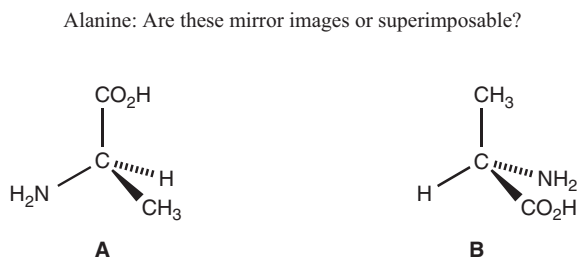 Alanine: Are these mirror images or superimposable?
CO₂H CH₃
C H C NH₂
H₂N CH₃ H CO₂H
A B